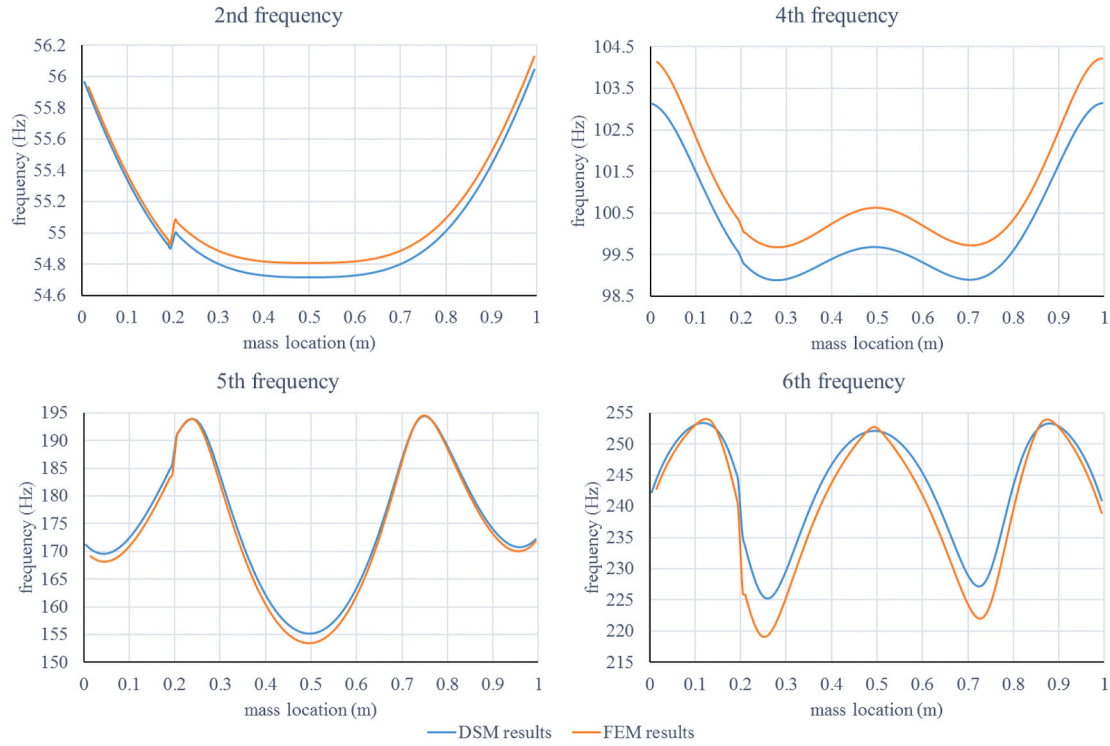 2nd frequency
56.2
56
55.8
55.6
55.4
55.2
55
54.8
54.6
frequency (Hz)
0 0.1 0.2 0.3 0.4 0.5 0.6 0.7 0.8 0.9 1
mass location (m)
4th frequency
104.5
103.5
102.5
101.5
100.5
99.5
98.5
frequency (Hz)
0 0.1 0.2 0.3 0.4 0.5 0.6 0.7 0.8 0.9 1
mass location (m)
5th frequency
195
190
185
180
175
170
165
160
155
150
frequency (Hz)
0 0.1 0.2 0.3 0.4 0.5 0.6 0.7 0.8 0.9 1
mass location (m)
6th frequency
255
250
245
240
235
230
225
220
215
frequency (Hz)
0 0.1 0.2 0.3 0.4 0.5 0.6 0.7 0.8 0.9 1
mass location (m)
DSM results FEM results